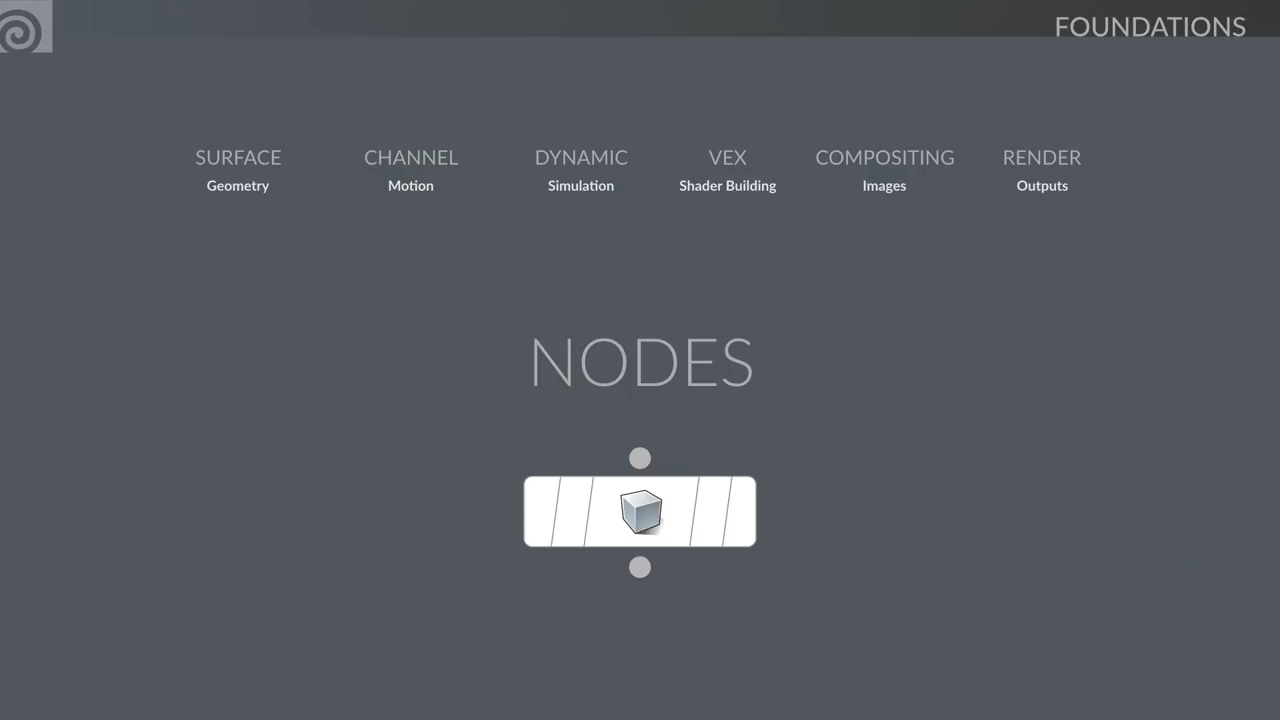 FOUNDATIONS
SURFACE CHANNEL DYNAMIC VEX COMPOSITING RENDER
Geometry Motion Simulation Shader Building Images Outputs
NODES